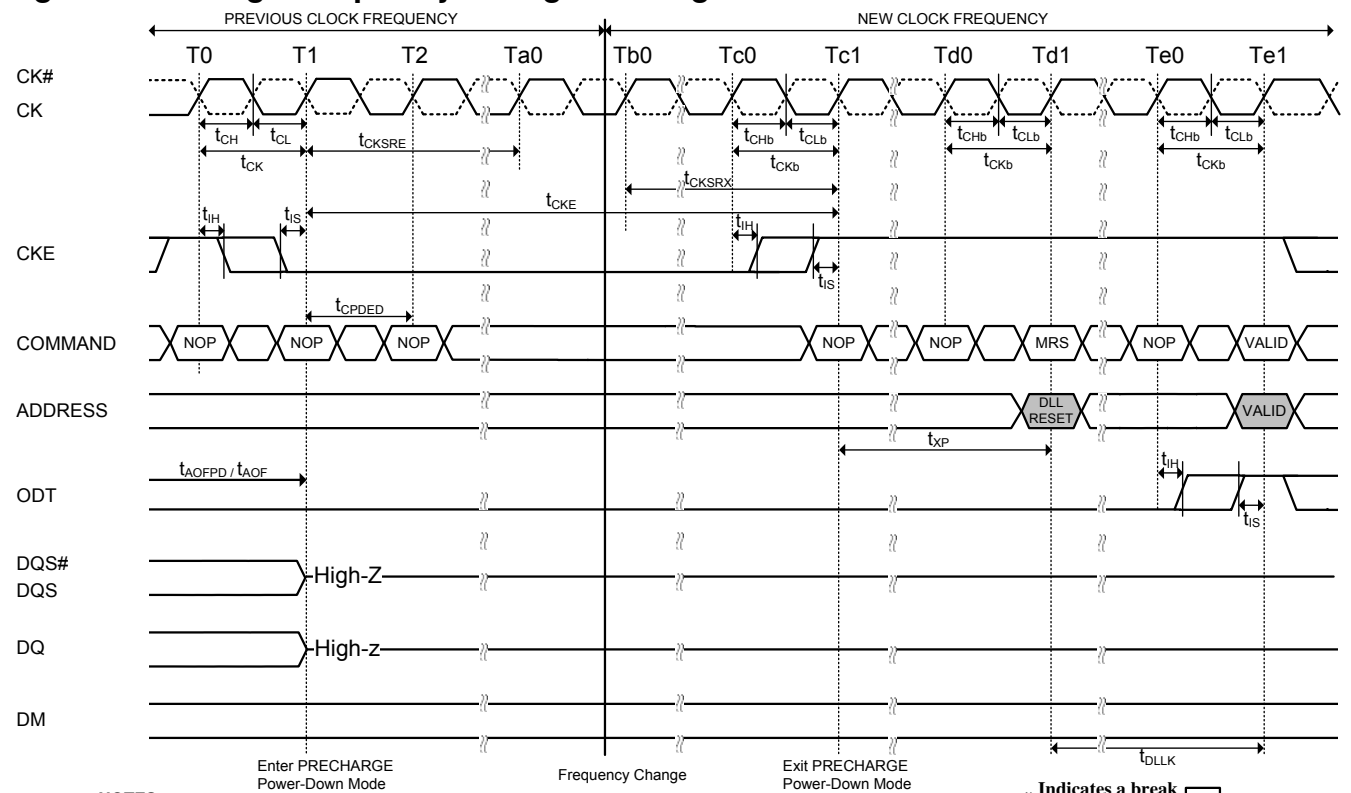 PREVIOUS CLOCK FREQUENCY
NEW CLOCK FREQUENCY
T0 T1 T2 Ta0 Tb0 Tc0 Tc1 Td0 Td1 Te0 Te1
CK#
CK
tCH tCL tCHb tCLb tCHb tCLb tCHb tCLb
tCK tCKSRE tCKb tCKb tCKb
tCKSRX
tCKE
tIH tIS tIH
CKE
tIS
tCPDED
COMMAND NOP NOP NOP NOP NOP MRS NOP VALID
ADDRESS DLL RESET VALID
tXP
tAOFPD / tAOF
tIH
ODT
tIS
DQS#
DQS
High-Z
DQ High-z
DM
tDLLK
Enter PRECHARGE
Power-Down Mode
Frequency Change
Exit PRECHARGE
Power-Down Mode
Indicates a break